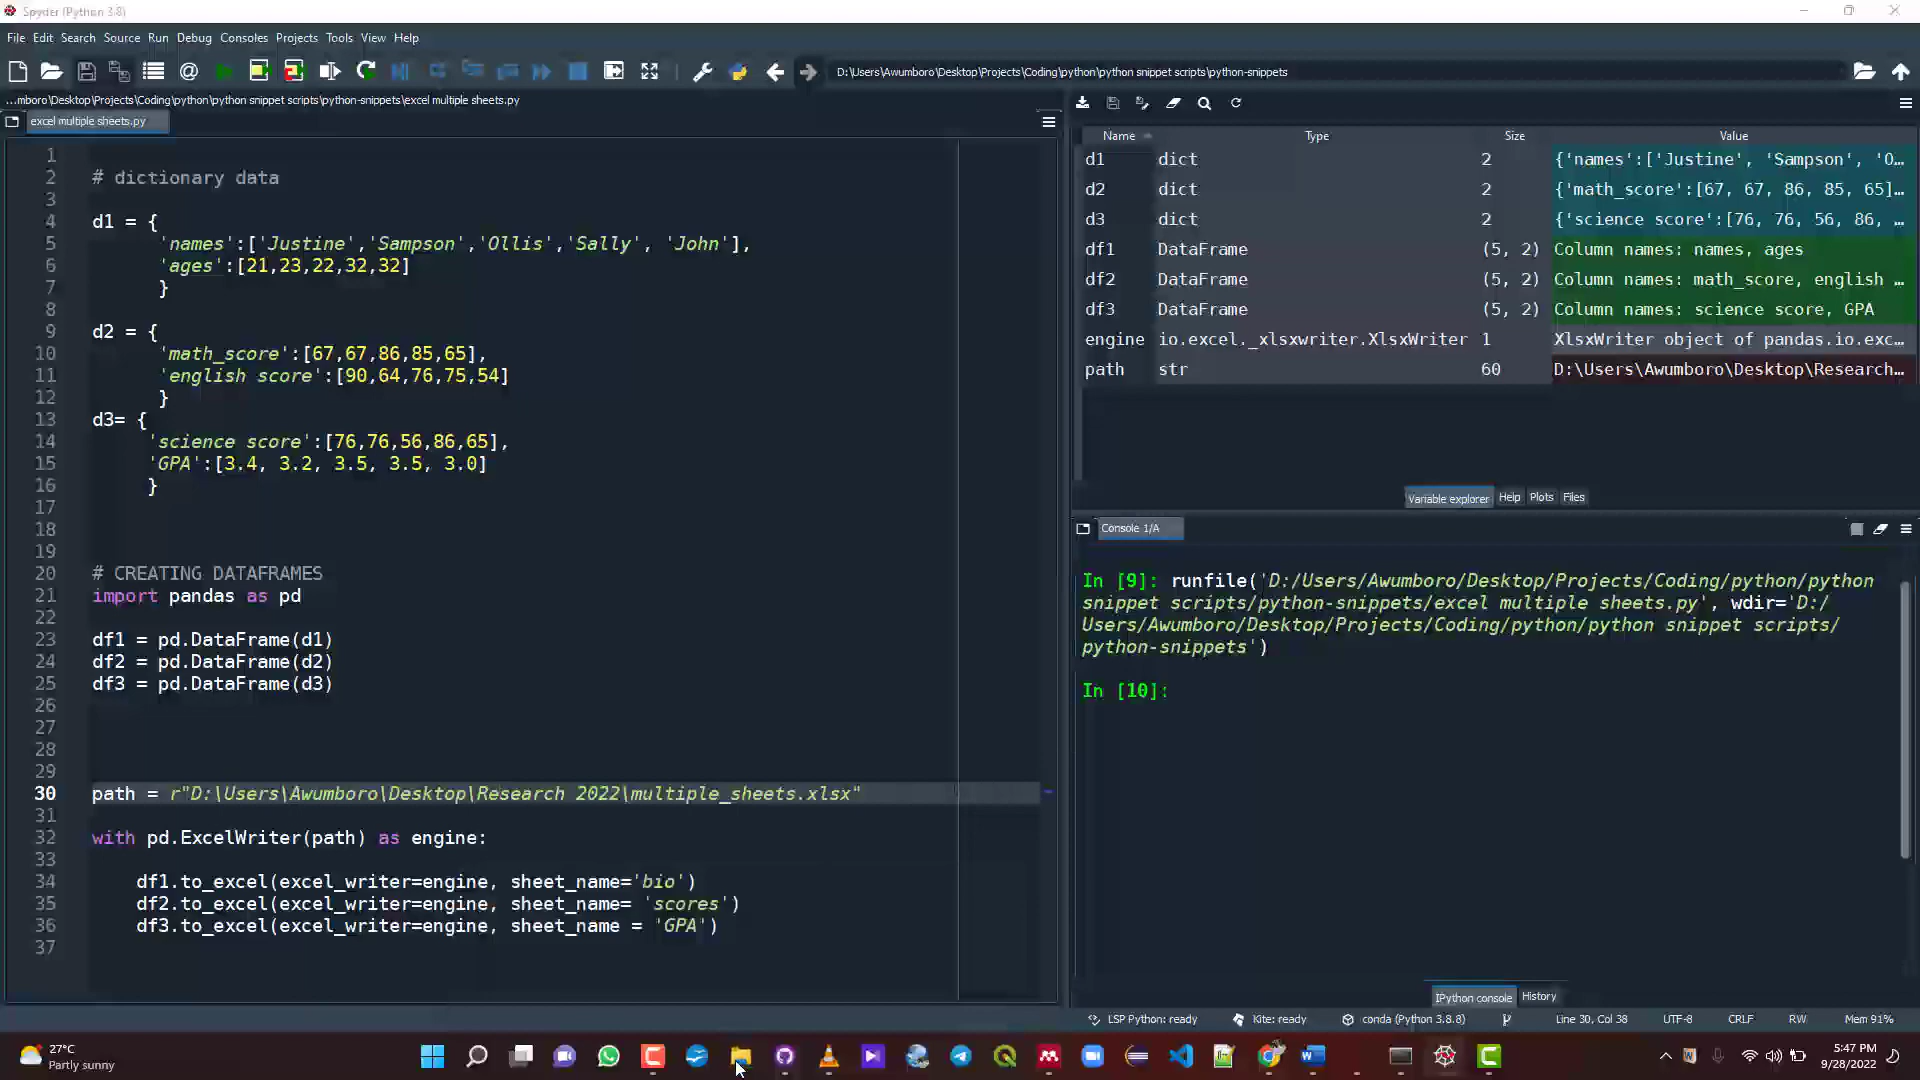 Spyder (Python 3.8)
File Edit Search Source Run Debug Consoles Projects Tools View Help
D:\Users\Awumboro\Desktop\Projects\Coding\python\python snippet scripts\python-snippets
...mboro\Desktop\Projects\Coding\python\python snippet scripts\python-snippets\excel multiple sheets.py
excel multiple sheets.py
1
2 # dictionary data
3
4 d1 = {
5 'names':['Justine','Sampson','Ollis','Sally', 'John'],
6 'ages':[21,23,22,32,32]
7 }
8
9 d2 = {
10 'math_score':[67,67,86,85,65],
11 'english score':[90,64,76,75,54]
12 }
13 d3= {
14 'science score':[76,76,56,86,65],
15 'GPA':[3.4, 3.2, 3.5, 3.5, 3.0]
16 }
17
18
19
20 # CREATING DATAFRAMES
21 import pandas as pd
22
23 df1 = pd.DataFrame(d1)
24 df2 = pd.DataFrame(d2)
25 df3 = pd.DataFrame(d3)
26
27
28
29
30 path = r"D:\Users\Awumboro\Desktop\Research 2022\multiple_sheets.xlsx"
31
32 with pd.ExcelWriter(path) as engine:
33
34 df1.to_excel(excel_writer=engine, sheet_name='bio')
35 df2.to_excel(excel_writer=engine, sheet_name= 'scores')
36 df3.to_excel(excel_writer=engine, sheet_name = 'GPA')
37
Name Type Size Value
d1 dict 2 {'names':['Justine', 'Sampson', 'O...
d2 dict 2 {'math_score':[67, 67, 86, 85, 65]...
d3 dict 2 {'science score':[76, 76, 56, 86, ...
df1 DataFrame (5, 2) Column names: names, ages
df2 DataFrame (5, 2) Column names: math_score, english ...
df3 DataFrame (5, 2) Column names: science score, GPA
engine io.excel._xlsxwriter.XlsxWriter 1 XlsxWriter object of pandas.io.exc...
path str 60 D:\Users\Awumboro\Desktop\Research...
Variable explorer Help Plots Files
Console 1/A
In [9]: runfile('D:/Users/Awumboro/Desktop/Projects/Coding/python/python
snippet scripts/python-snippets/excel multiple sheets.py', wdir='D:/
Users/Awumboro/Desktop/Projects/Coding/python/python snippet scripts/
python-snippets')
In [10]:
IPython console History
LSP Python: ready Kite: ready conda (Python 3.8.8) Line 30, Col 38 UTF-8 CRLF RW Mem 91%
27°C
Partly sunny
5:47 PM
9/28/2022